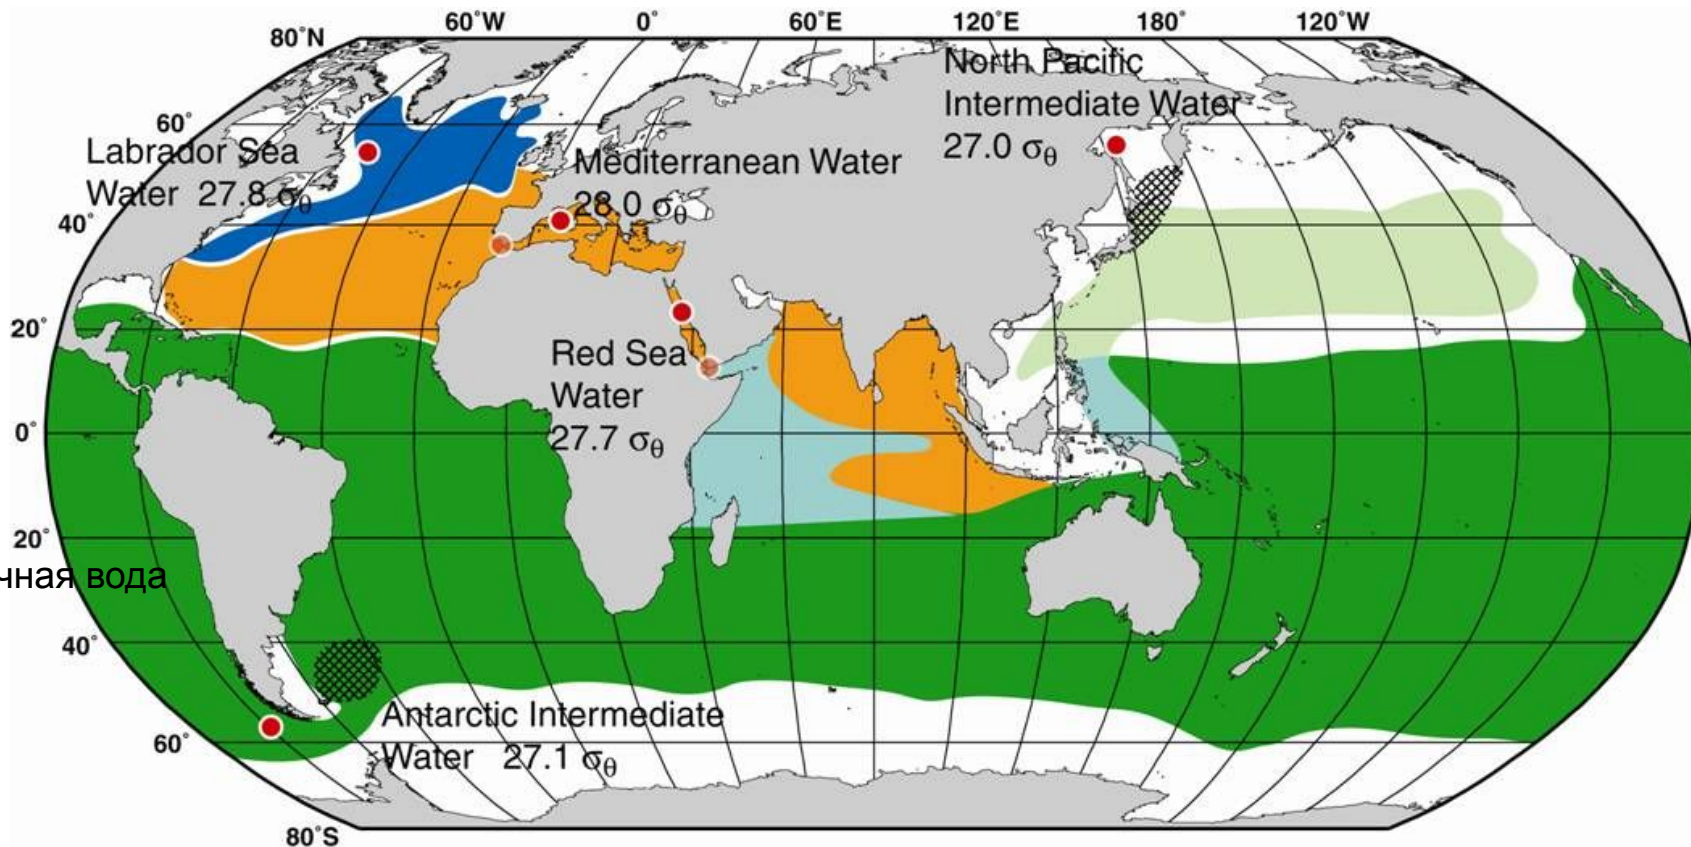 60˚W 0˚ 60˚E 120˚E 180˚ 120˚W
80˚N
North Pacific
Intermediate Water
27.0 σθ
60˚
Labrador Sea
Water 27.8 σθ
Mediterranean Water
28.0 σθ
40˚
20˚
Red Sea
Water
27.7 σθ
0˚
20˚
вода
40˚
Antarctic Intermediate
Water 27.1 σθ
60˚
80˚S